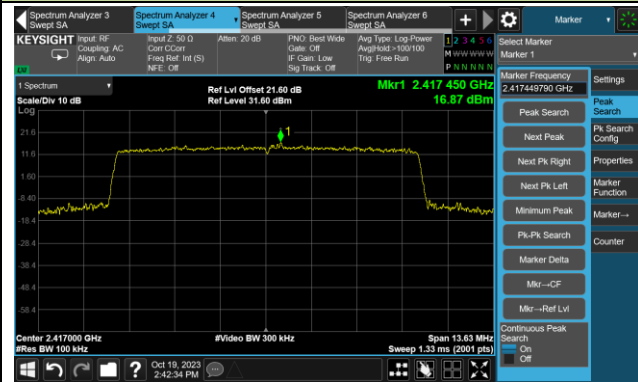 Spectrum Analyzer 3
Swept SA
Spectrum Analyzer 4
Swept SA
Spectrum Analyzer 5
Swept SA
Spectrum Analyzer 6
Swept SA
+
Marker
KEYSIGHT
Input: RF
Coupling: AC
Align: Auto
Input Z: 50 Ω
Corr CCorr
Freq Ref: Int (S)
NFE: Off
Atten: 20 dB
PNO: Best Wide
Gate: Off
IF Gain: Low
Sig Track: Off
Avg Type: Log-Power
Avg|Hold:>100/100
Trig: Free Run
1 2 3 4 5 6
M W W W W W
P N N N N N
Select Marker
Marker 1
LXI
1 Spectrum
Scale/Div 10 dB
Log
Ref Lvl Offset 21.60 dB
Ref Level 31.60 dBm
Mkr1 2.417 450 GHz
16.87 dBm
Marker Frequency
2.417449790 GHz
Settings
Peak Search
Peak
Search
Next Peak
Pk Search
Config
Next Pk Right
Properties
Next Pk Left
Marker
Function
Minimum Peak
Marker→
Pk-Pk Search
Counter
Marker Delta
Mkr→CF
Mkr→Ref Lvl
Continuous Peak
Search
On
Off
1
21.6
11.6
1.60
-8.40
-18.4
-28.4
-38.4
-48.4
-58.4
Center 2.417000 GHz
#Res BW 100 kHz
#Video BW 300 kHz
Span 13.63 MHz
Sweep 1.33 ms (2001 pts)
?
Oct 19, 2023
2:42:34 PM